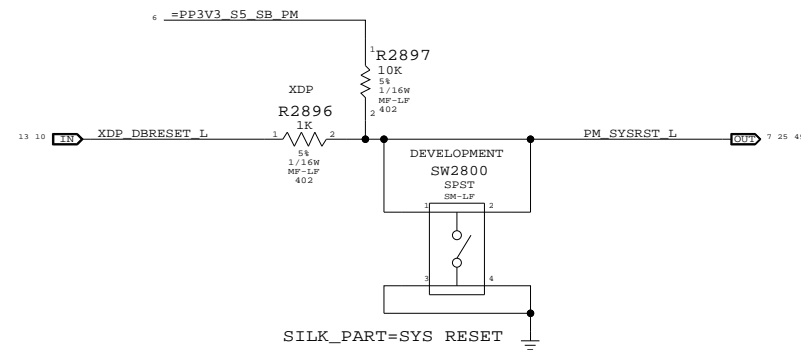 6 =PP3V3_S5_SB_PM
1
R2897
10K
5%
1/16W
MF-LF
402
2
XDP
R2896
1K
1 2
5%
1/16W
MF-LF
402
13 10 IN XDP_DBRESET_L
PM_SYSRST_L OUT 7 25 45
DEVELOPMENT
SW2800
SPST
SM-LF
1 2
3 4
SILK_PART=SYS RESET